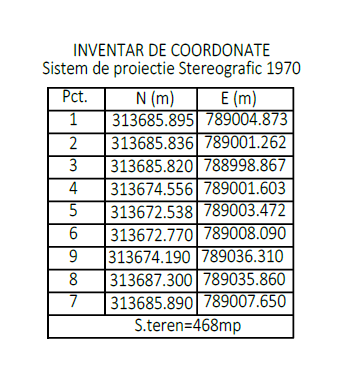 INVENTAR DE COORDONATE
Sistem de proiectie Stereografic 1970
Pct. N (m) E (m)
1 313685.895 789004.873
2 313685.836 789001.262
3 313685.820 788998.867
4 313674.556 789001.603
5 313672.538 789003.472
6 313672.770 789008.090
9 313674.190 789036.310
8 313687.300 789035.860
7 313685.890 789007.650
S.teren=468mp